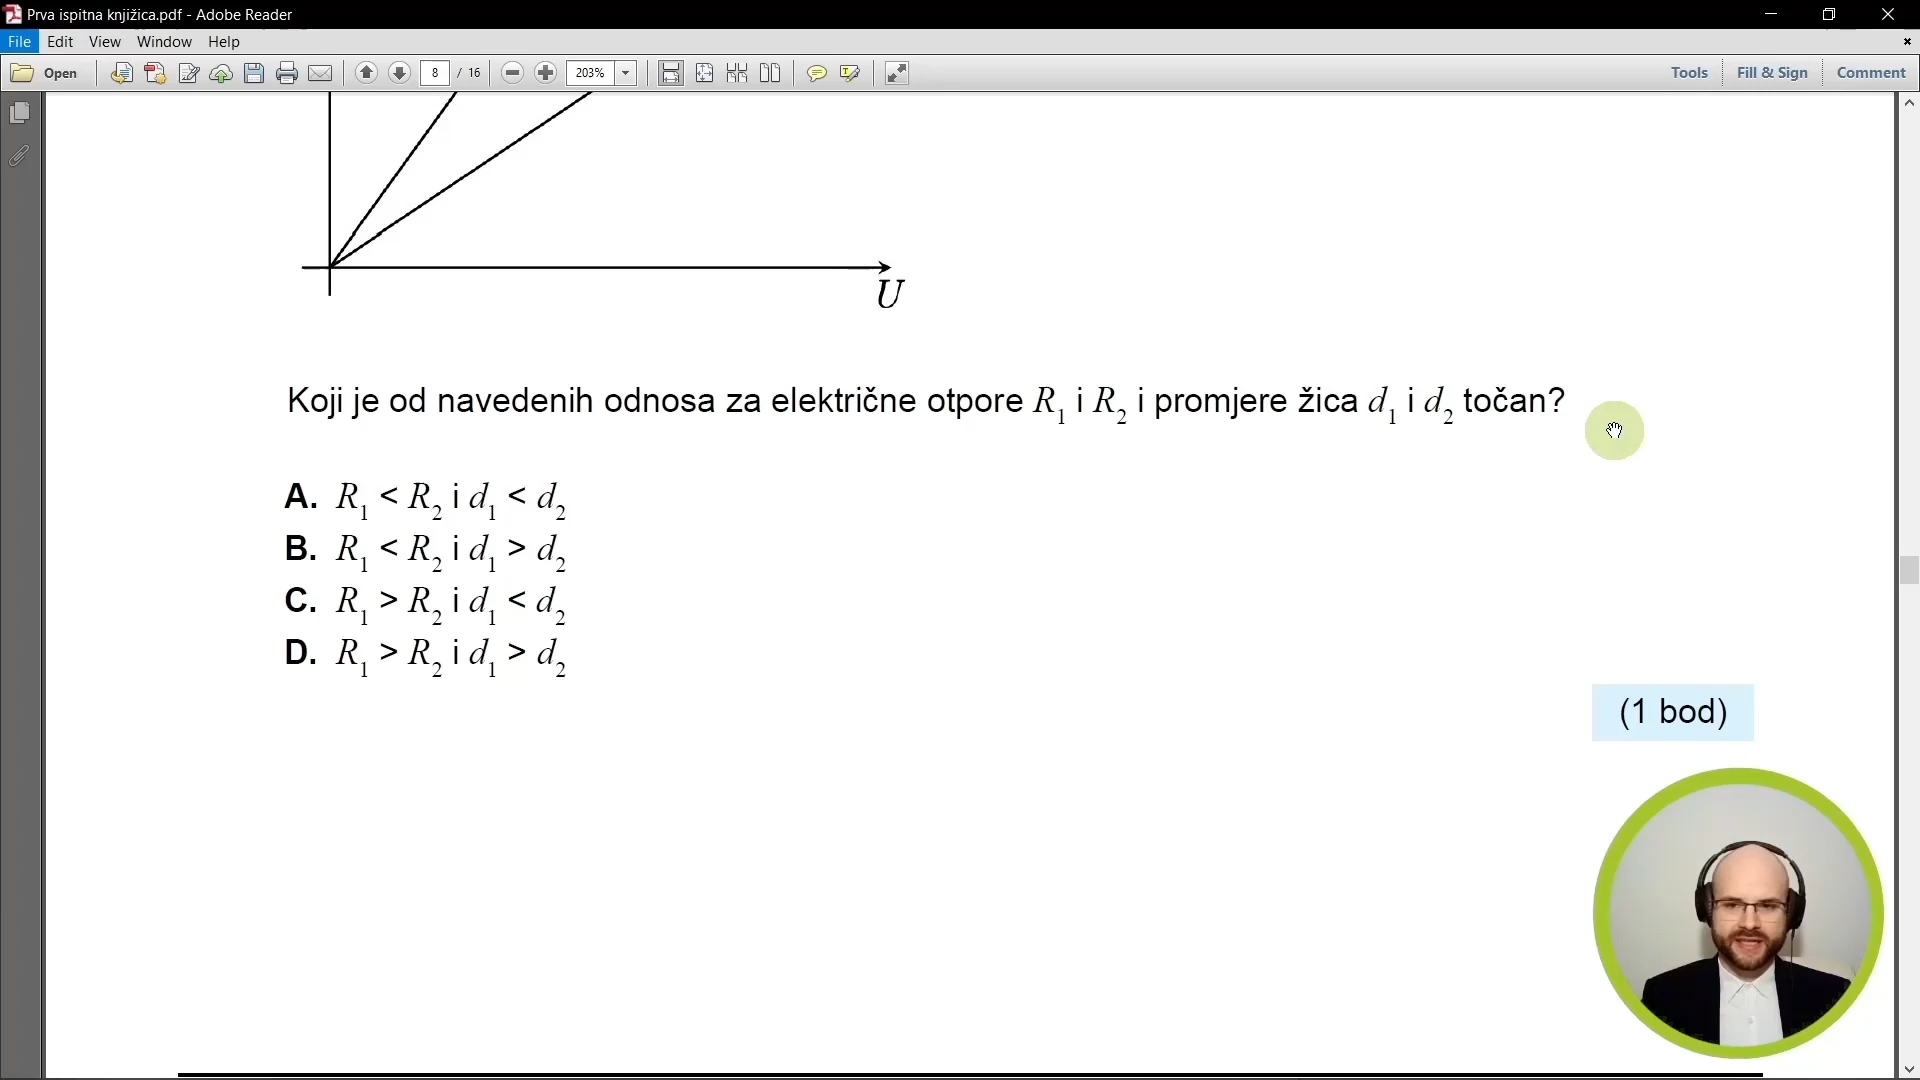 Prva ispitna knjižica.pdf - Adobe Reader
File Edit View Window Help
Open 8 / 16 203% Tools Fill & Sign Comment
U
Koji je od navedenih odnosa za električne otpore R₁ i R₂ i promjere žica d₁ i d₂ točan?
A. R₁ < R₂ i d₁ < d₂
B. R₁ < R₂ i d₁ > d₂
C. R₁ > R₂ i d₁ < d₂
D. R₁ > R₂ i d₁ > d₂
(1 bod)